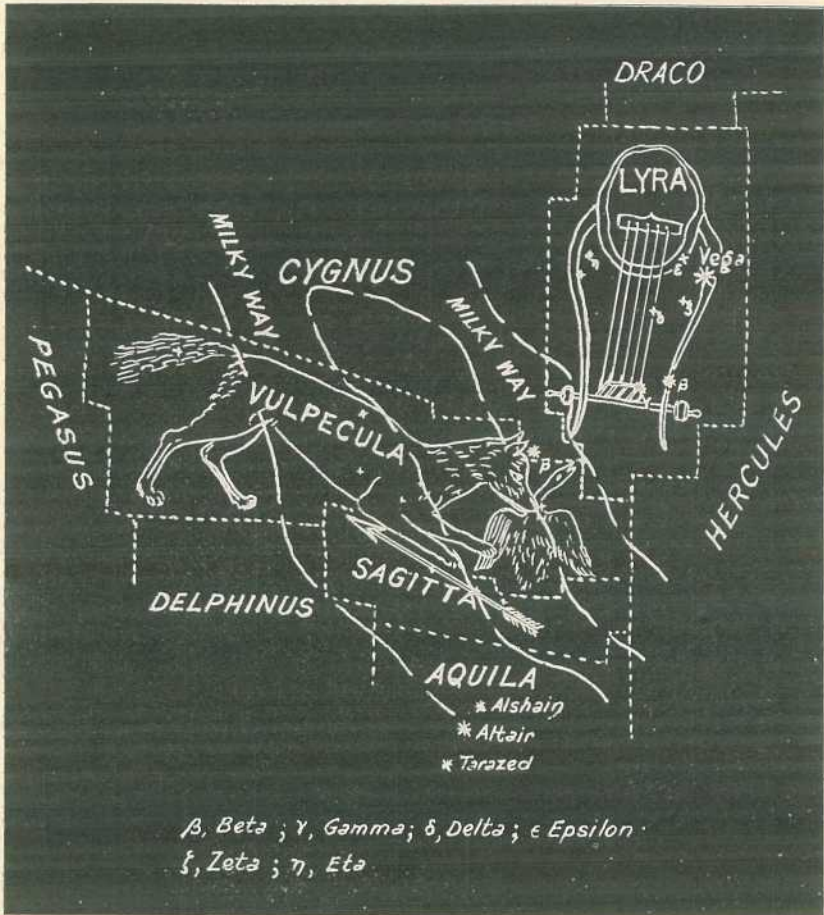 DRACO
LYRA
η
ε
Vega
δ
ζ
β
γ
MILKY WAY
CYGNUS
MILKY WAY
PEGASUS
VULPECULA
β
HERCULES
SAGITTA
DELPHINUS
AQUILA
Alshain
Altair
Tarazed
β, Beta ; γ, Gamma; δ, Delta; ε Epsilon.
ζ, Zeta ; η, Eta